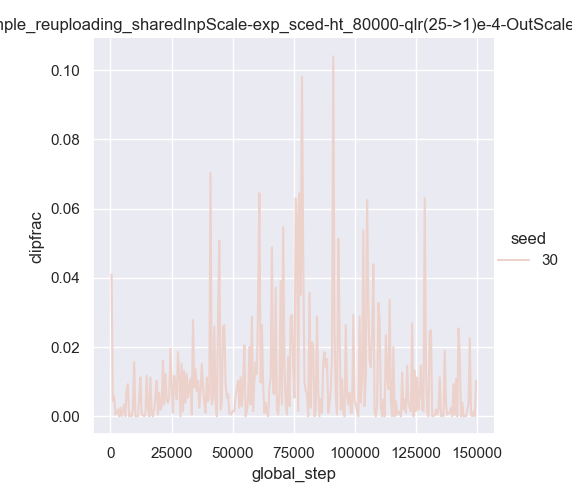 mple_reuploading_sharedInpScale-exp_sced-ht_80000-qlr(25->1)e-4-OutScale
0.10
0.08
0.06
0.04
0.02
0.00
clipfrac
0 25000 50000 75000 100000 125000 150000
global_step
seed
30